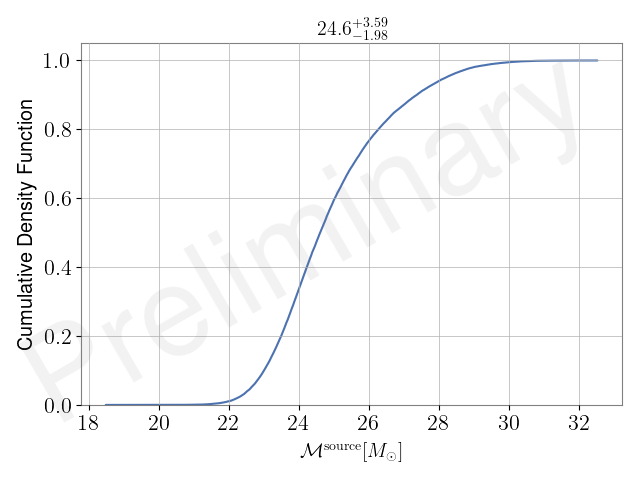 24.6^{+3.59}_{-1.98}
Cumulative Density Function
1.0
0.8
0.6
0.4
0.2
0.0
18 20 22 24 26 28 30 32
ℳ^{source}[M_⊙]
Preliminary